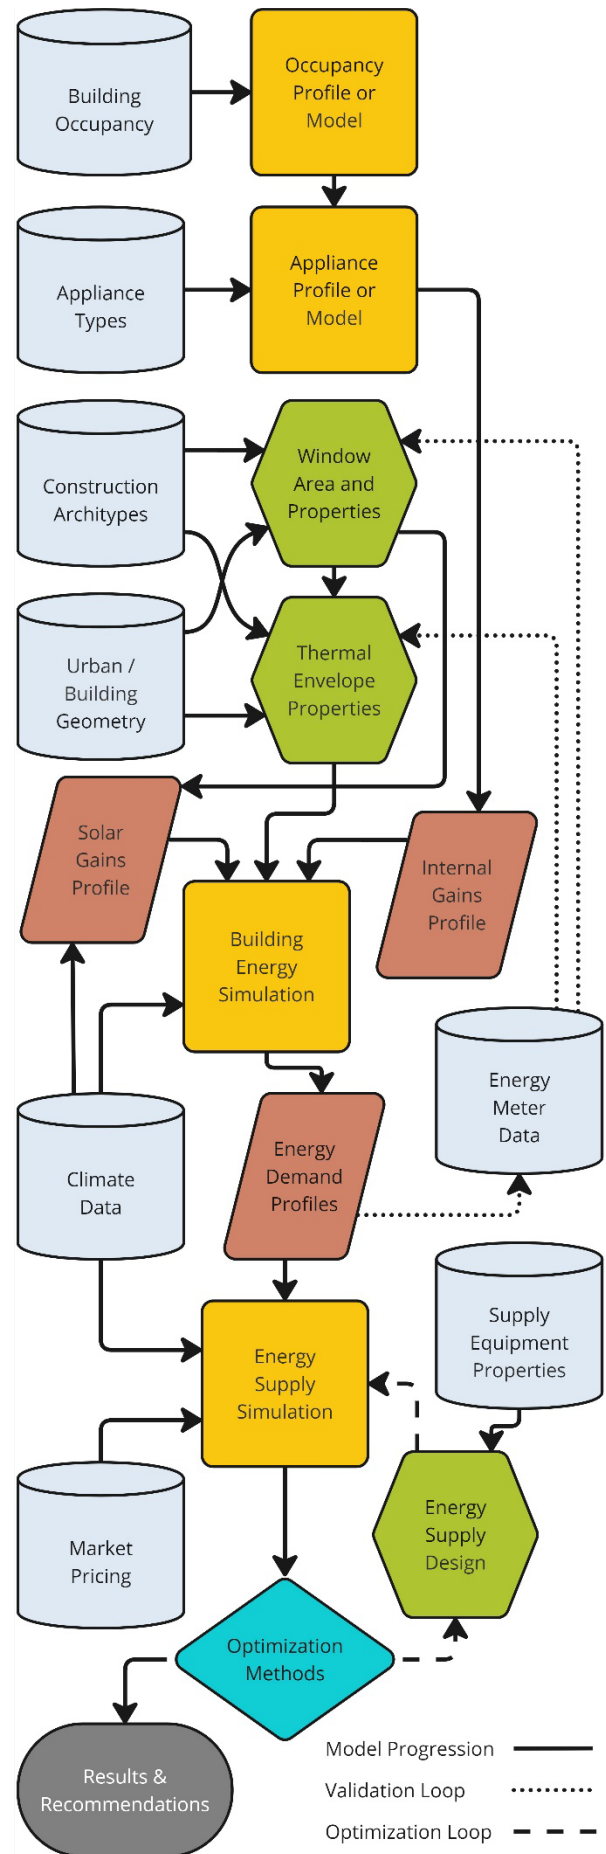 Building
Occupancy
Occupancy
Profile or
Model
Appliance
Types
Appliance
Profile or
Model
Construction
Architypes
Window
Area and
Properties
Urban /
Building
Geometry
Thermal
Envelope
Properties
Solar
Gains
Profile
Internal
Gains
Profile
Building
Energy
Simulation
Energy
Meter
Data
Climate
Data
Energy
Demand
Profiles
Supply
Equipment
Properties
Energy
Supply
Simulation
Market
Pricing
Energy
Supply
Design
Optimization
Methods
Results &
Recommendations
Model Progression
Validation Loop
Optimization Loop